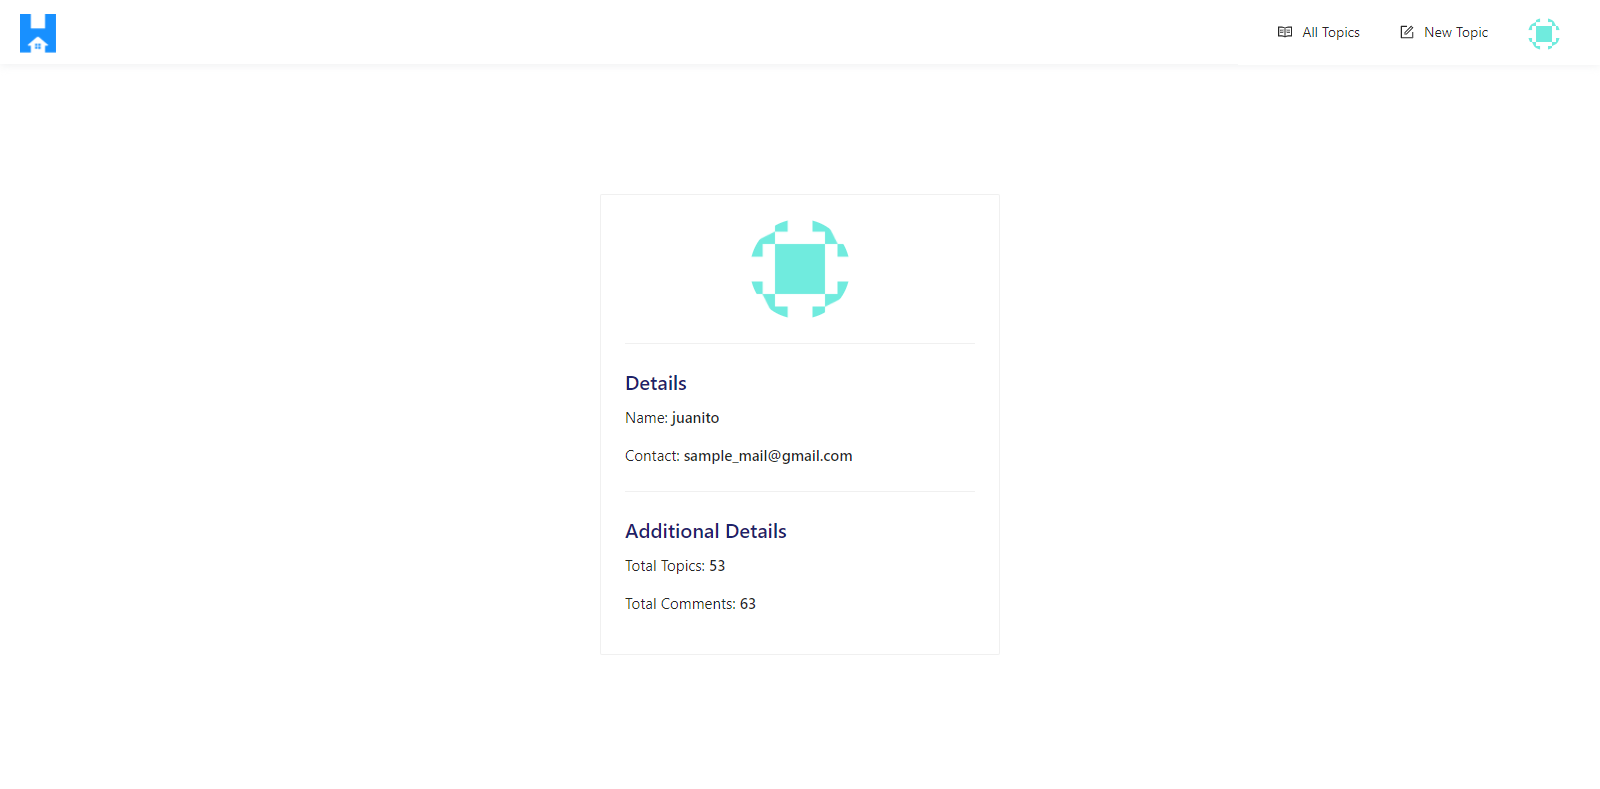 All Topics
New Topic
Details
Name: juanito
Contact: sample_mail@gmail.com
Additional Details
Total Topics: 53
Total Comments: 63